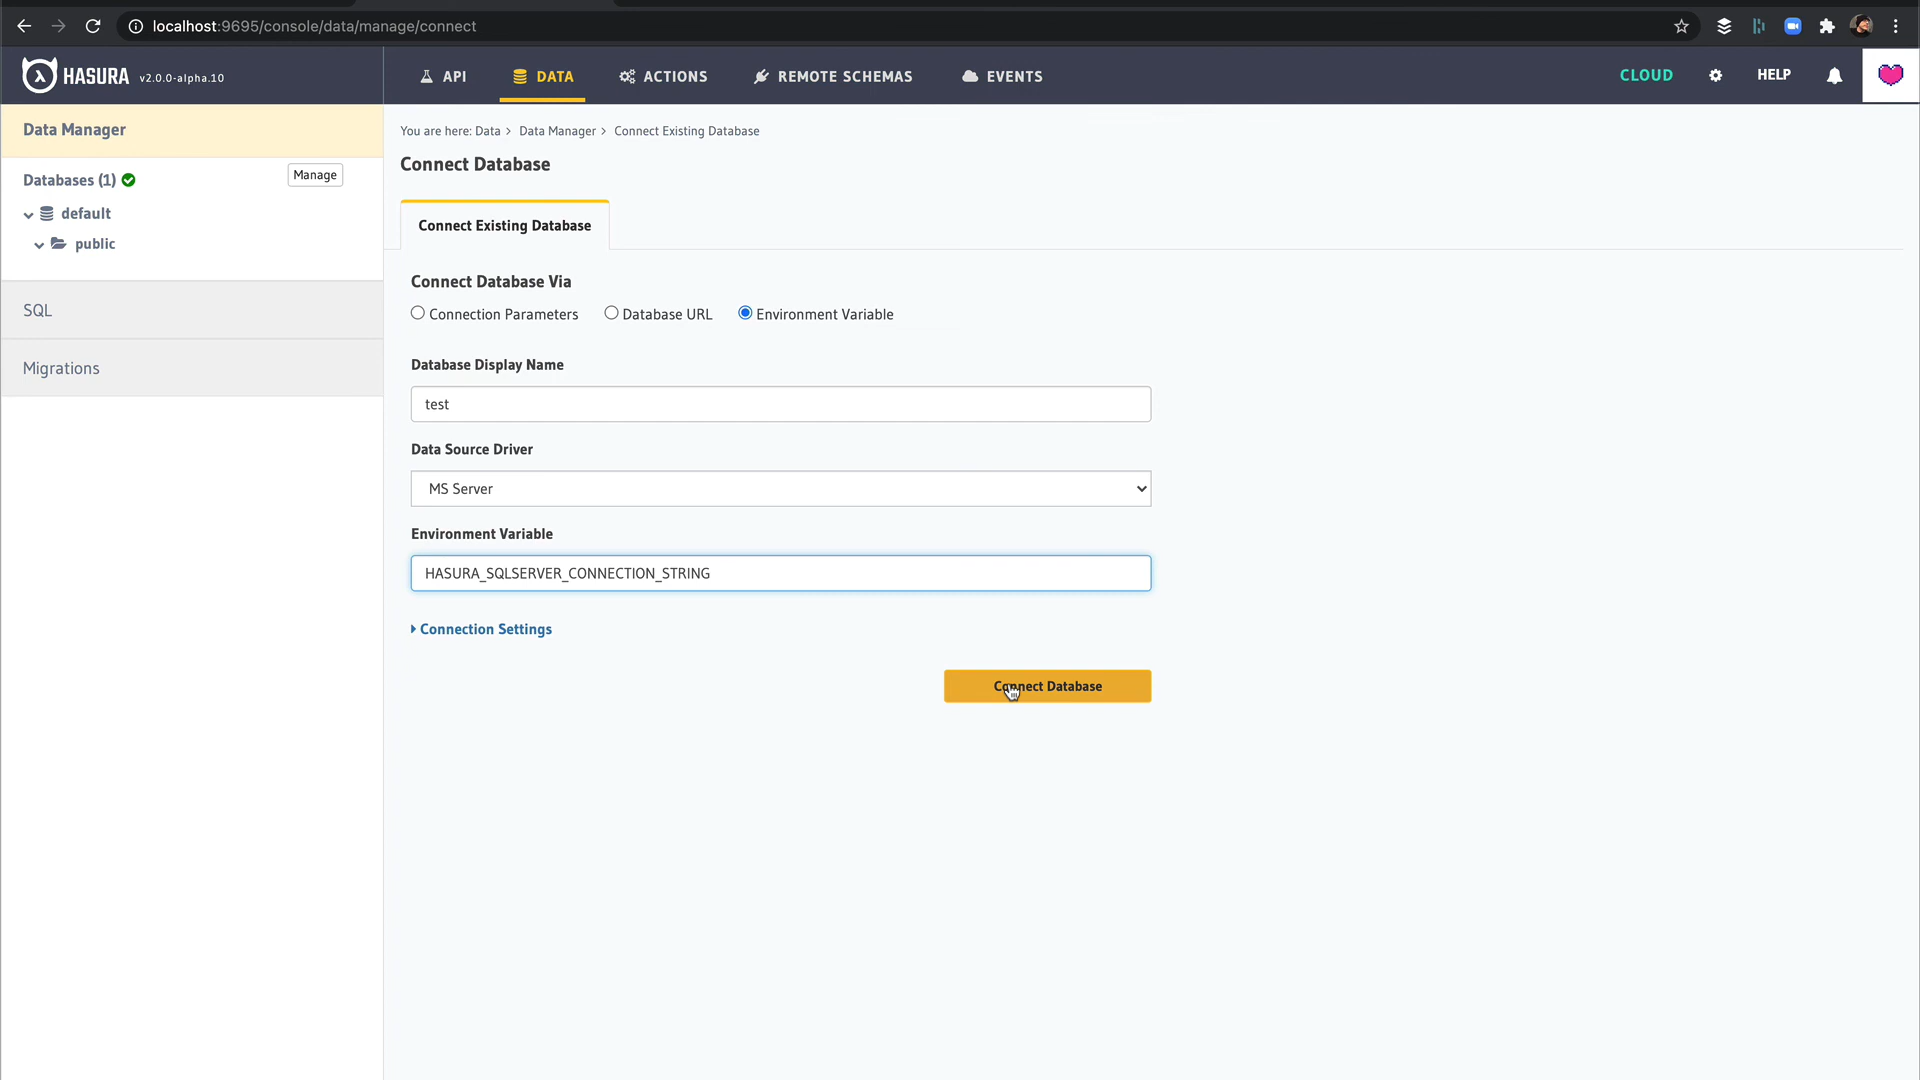 localhost:9695/console/data/manage/connect
HASURA v2.0.0-alpha.10
API
DATA
ACTIONS
REMOTE SCHEMAS
EVENTS
CLOUD
HELP
Data Manager
Databases (1)
Manage
default
public
SQL
Migrations
You are here: Data > Data Manager > Connect Existing Database
Connect Database
Connect Existing Database
Connect Database Via
Connection Parameters
Database URL
Environment Variable
Database Display Name
test
Data Source Driver
MS Server
Environment Variable
HASURA_SQLSERVER_CONNECTION_STRING
Connection Settings
Connect Database